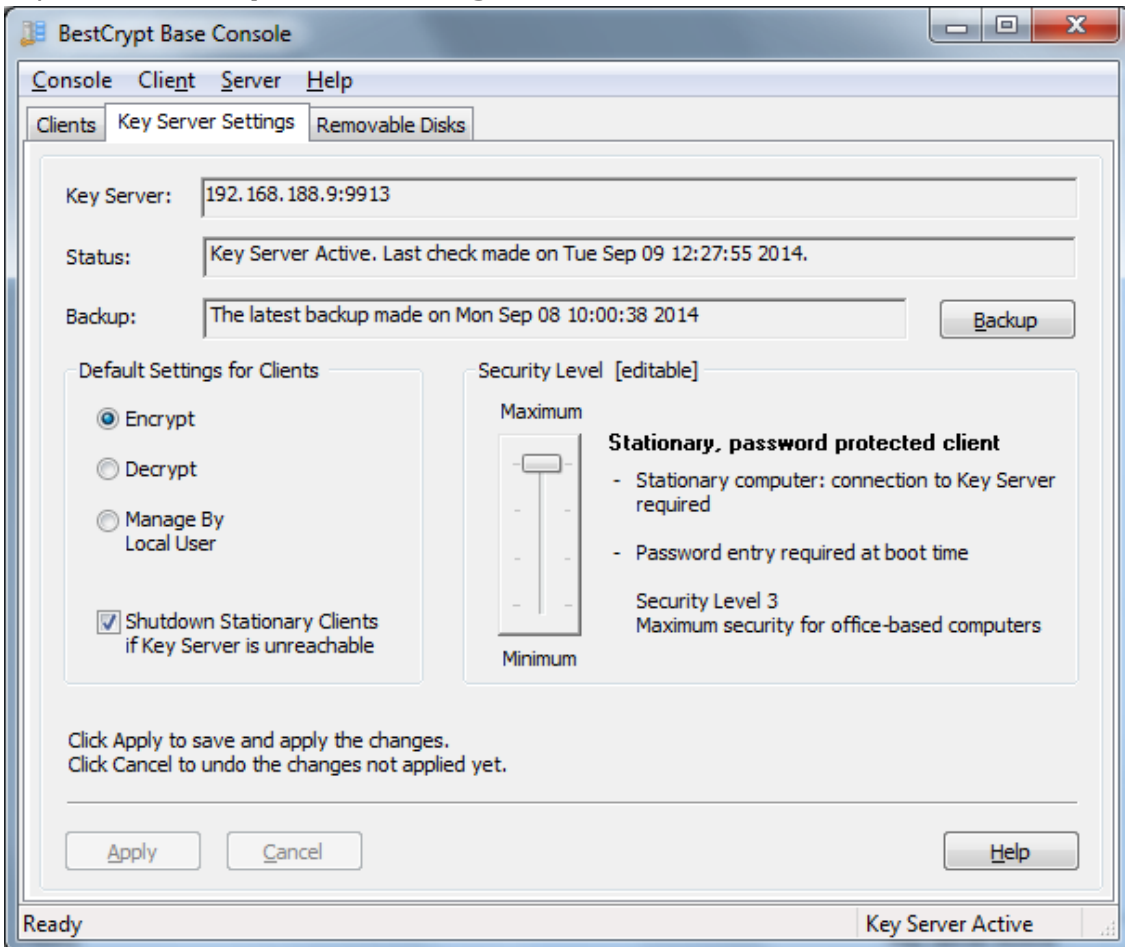 BestCrypt Base Console
Console Client Server Help
Clients Key Server Settings Removable Disks
Key Server: 192.168.188.9:9913
Status: Key Server Active. Last check made on Tue Sep 09 12:27:55 2014.
Backup: The latest backup made on Mon Sep 08 10:00:38 2014 Backup
Default Settings for Clients
Encrypt
Decrypt
Manage By
Local User
Shutdown Stationary Clients
if Key Server is unreachable
Security Level [editable]
Maximum
Minimum
Stationary, password protected client
- Stationary computer: connection to Key Server
required
- Password entry required at boot time
Security Level 3
Maximum security for office-based computers
Click Apply to save and apply the changes.
Click Cancel to undo the changes not applied yet.
Apply Cancel Help
Ready Key Server Active